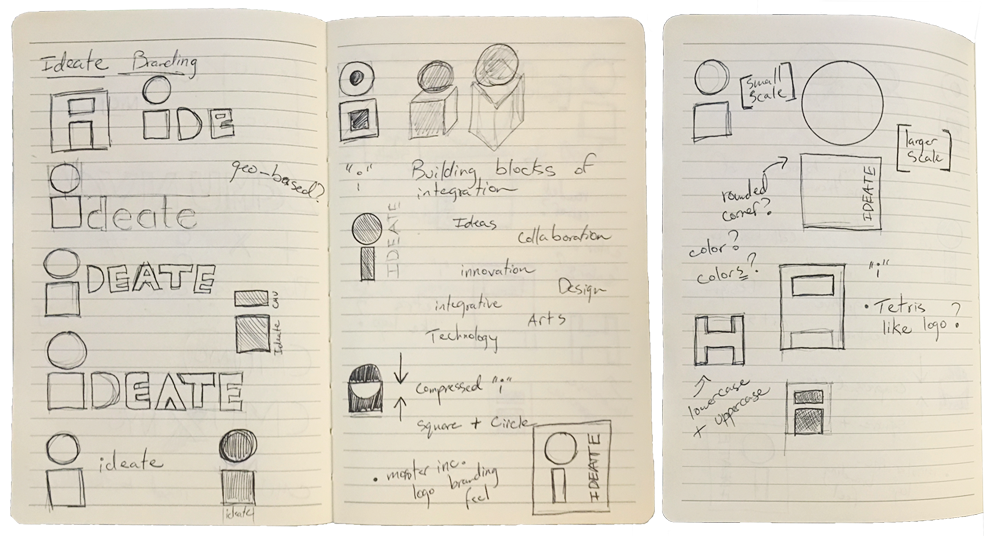 Ideate Branding
iDE
geo-based?
ideate
iDEATE
CMU
Ideate
iDEATE
ideate
ideate
"i"
Building blocks of
integration
IDEATE
Ideas
Collaboration
innovation
Design
integrative
Arts
Technology
Compressed "i"
Square + Circle
• monster inc.
logo branding
feel
i
IDEATE
[small
scale]
[larger
scale]
rounded
corner?
IDEATE
color?
colors?
"i"
• Tetris
like logo?
lowercase
+ uppercase